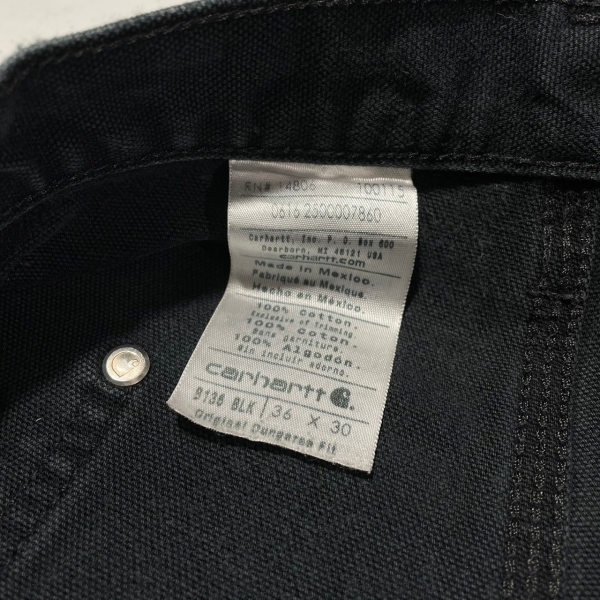 RN# 14806 100115
0616 2600007860
Carhartt, Inc. P.O. Box 600
Dearborn, MI 48121 USA
carhartt.com
Made in Mexico.
Fabriqué au Mexique.
Hecho en México.
100% Cotton.
Exclusive of Trimming
100% Coton.
Sans garniture.
100% Algodón.
Sin incluir adorno.
carhartt
B136 BLK 36 X 30
Original Dungaree Fit